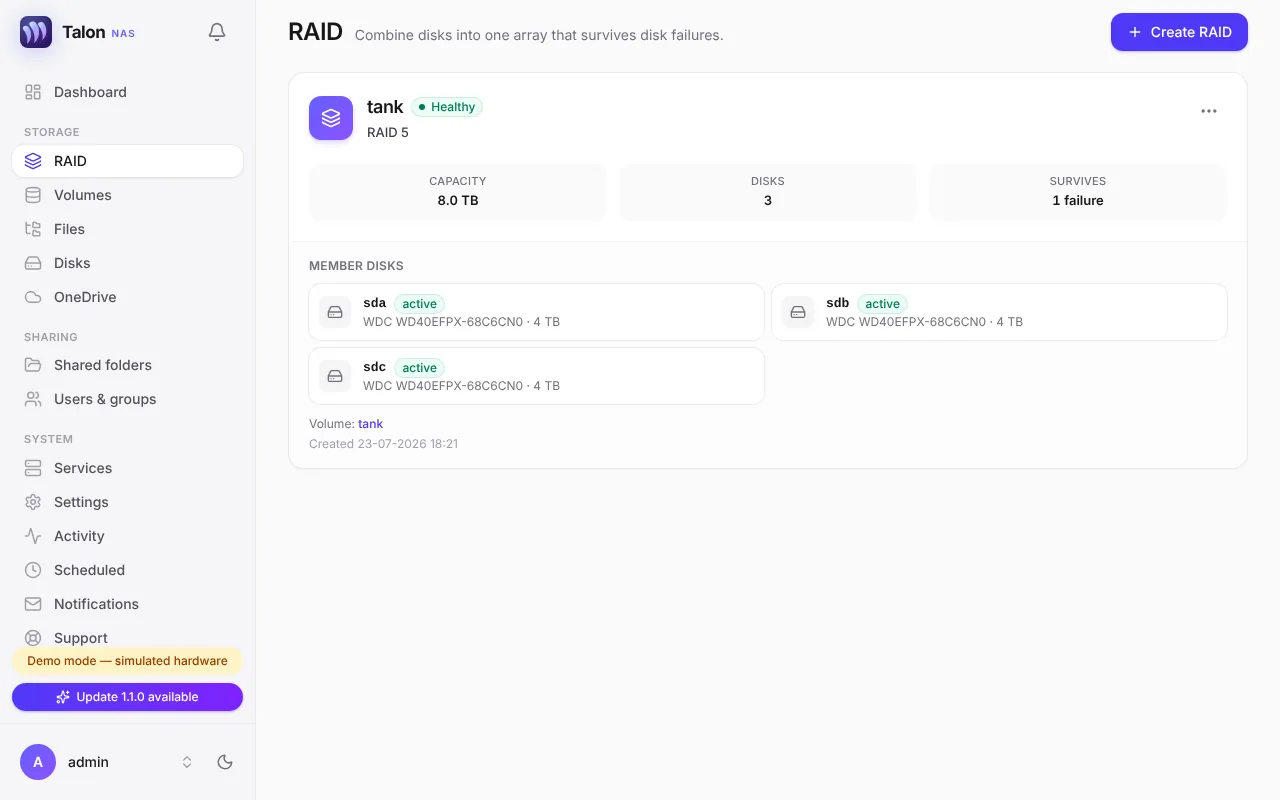 Talon NAS
Dashboard
STORAGE
RAID
Volumes
Files
Disks
OneDrive
SHARING
Shared folders
Users & groups
SYSTEM
Services
Settings
Activity
Scheduled
Notifications
Support
Demo mode — simulated hardware
Update 1.1.0 available
A
admin
RAID Combine disks into one array that survives disk failures.
Create RAID
tank Healthy
RAID 5
CAPACITY
8.0 TB
DISKS
3
SURVIVES
1 failure
MEMBER DISKS
sda active
WDC WD40EFPX-68C6CN0 · 4 TB
sdb active
WDC WD40EFPX-68C6CN0 · 4 TB
sdc active
WDC WD40EFPX-68C6CN0 · 4 TB
Volume: tank
Created 23-07-2026 18:21